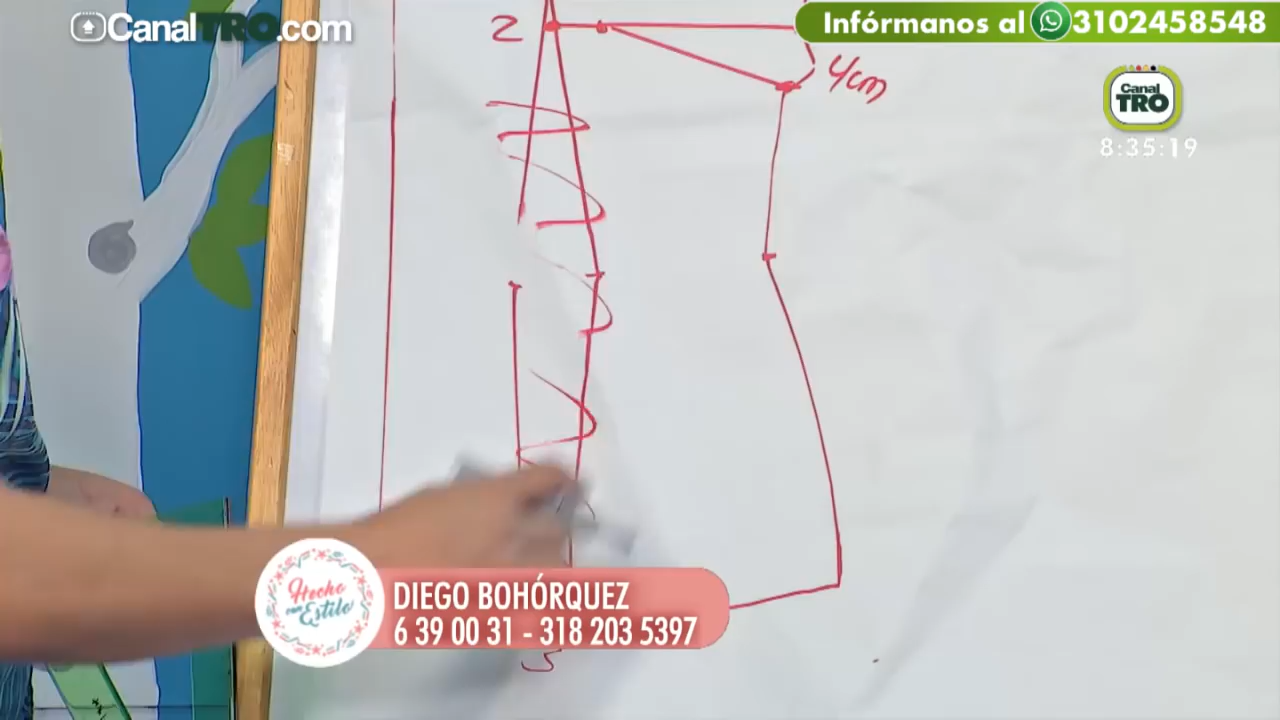 CanalTRO.com
Infórmanos al 3102458548
2
4cm
Canal
TRO
8:35:19
Hecho
con Estilo
DIEGO BOHÓRQUEZ
6 39 00 31 - 318 203 5397
5